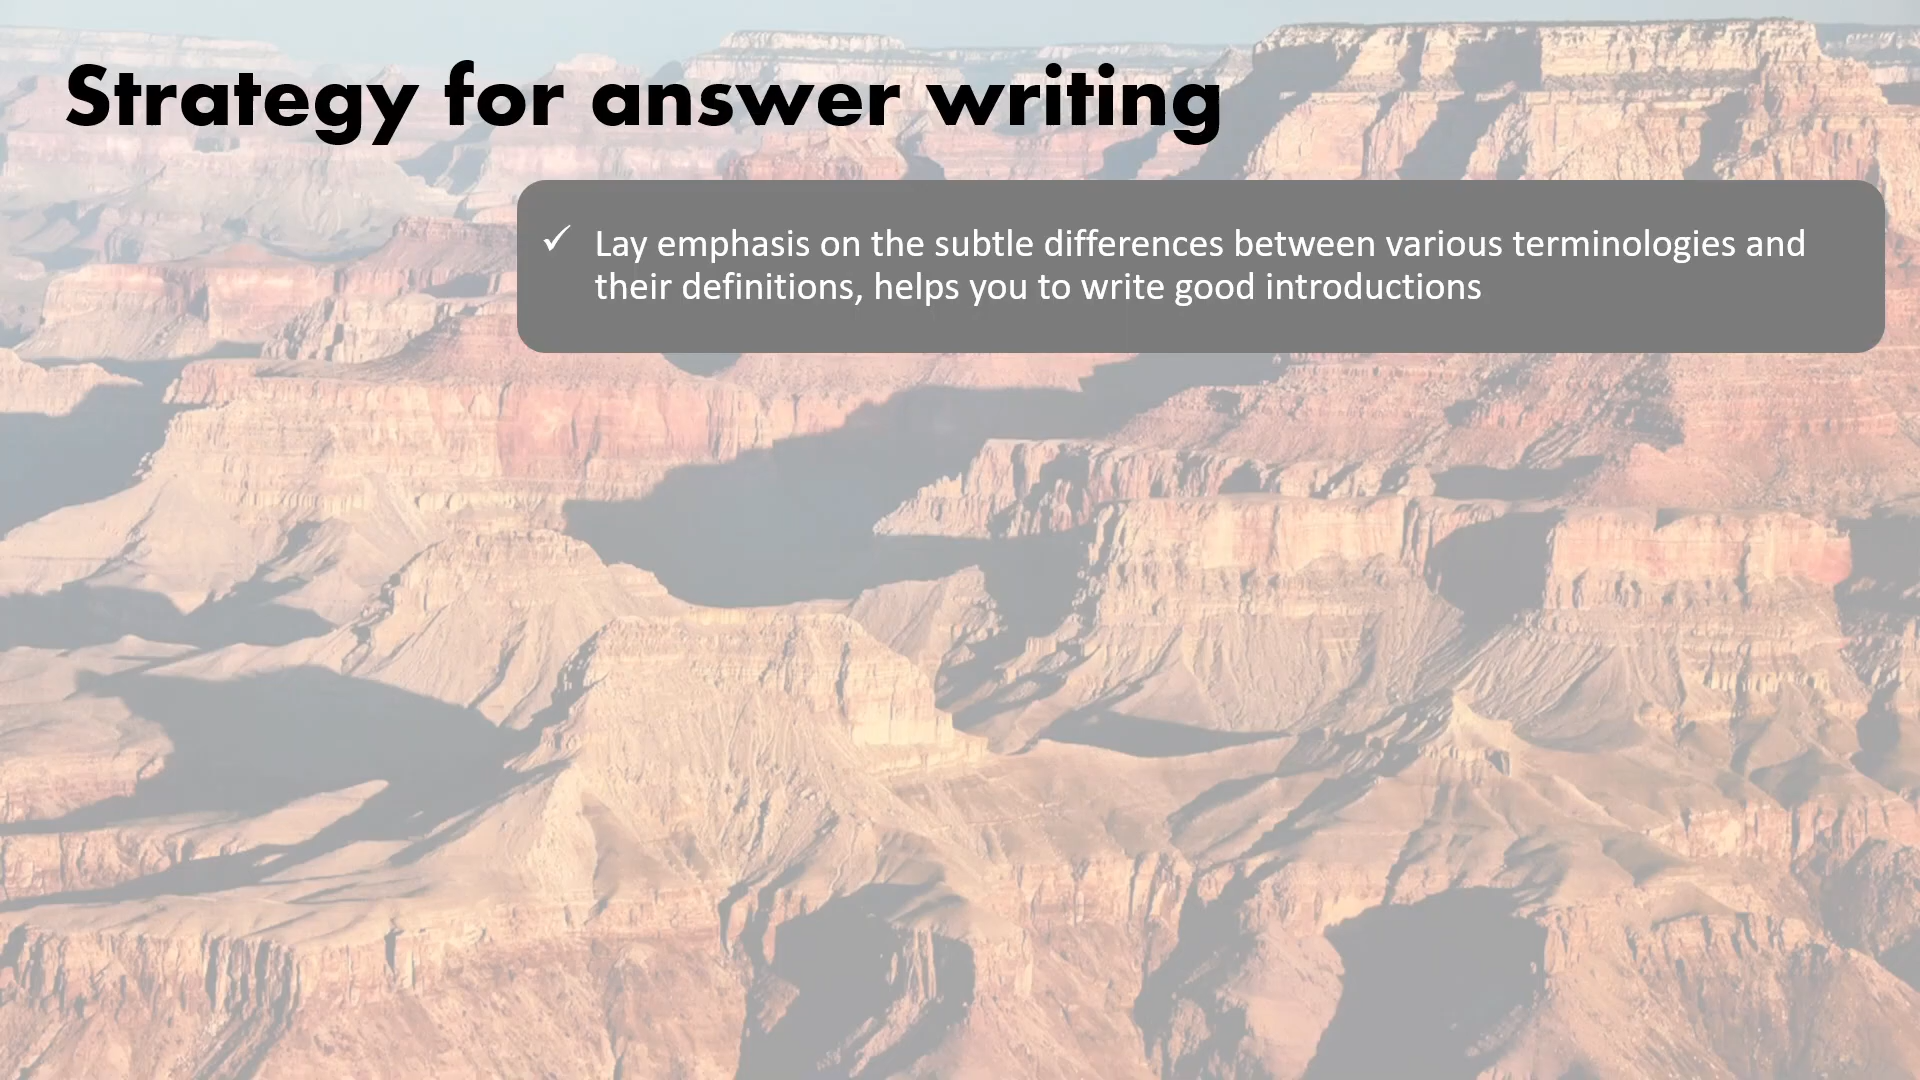 Strategy for answer writing
✓ Lay emphasis on the subtle differences between various terminologies and
their definitions, helps you to write good introductions